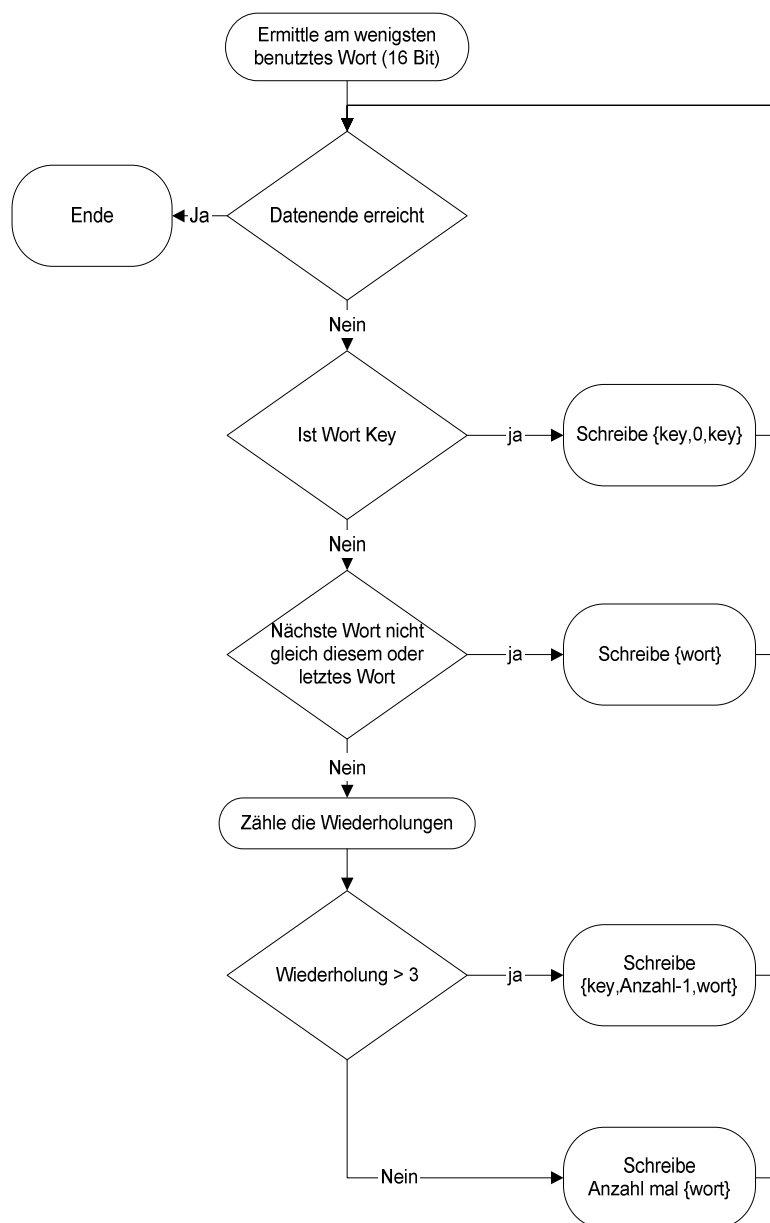 Ermittle am wenigsten
benutztes Wort (16 Bit)
Ende
Ja
Datenende erreicht
Nein
Ist Wort Key
ja
Schreibe {key,0,key}
Nein
Nächste Wort nicht
gleich diesem oder
letztes Wort
ja
Schreibe {wort}
Nein
Zähle die Wiederholungen
Wiederholung > 3
ja
Schreibe
{key,Anzahl-1,wort}
Nein
Schreibe
Anzahl mal {wort}